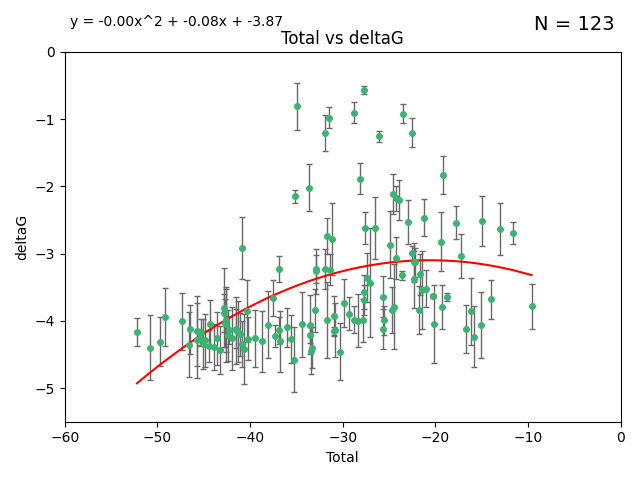 y = -0.00x^2 + -0.08x + -3.87
N = 123
Total vs deltaG
deltaG
0
−1
−2
−3
−4
−5
−60
−50
−40
−30
−20
−10
0
Total